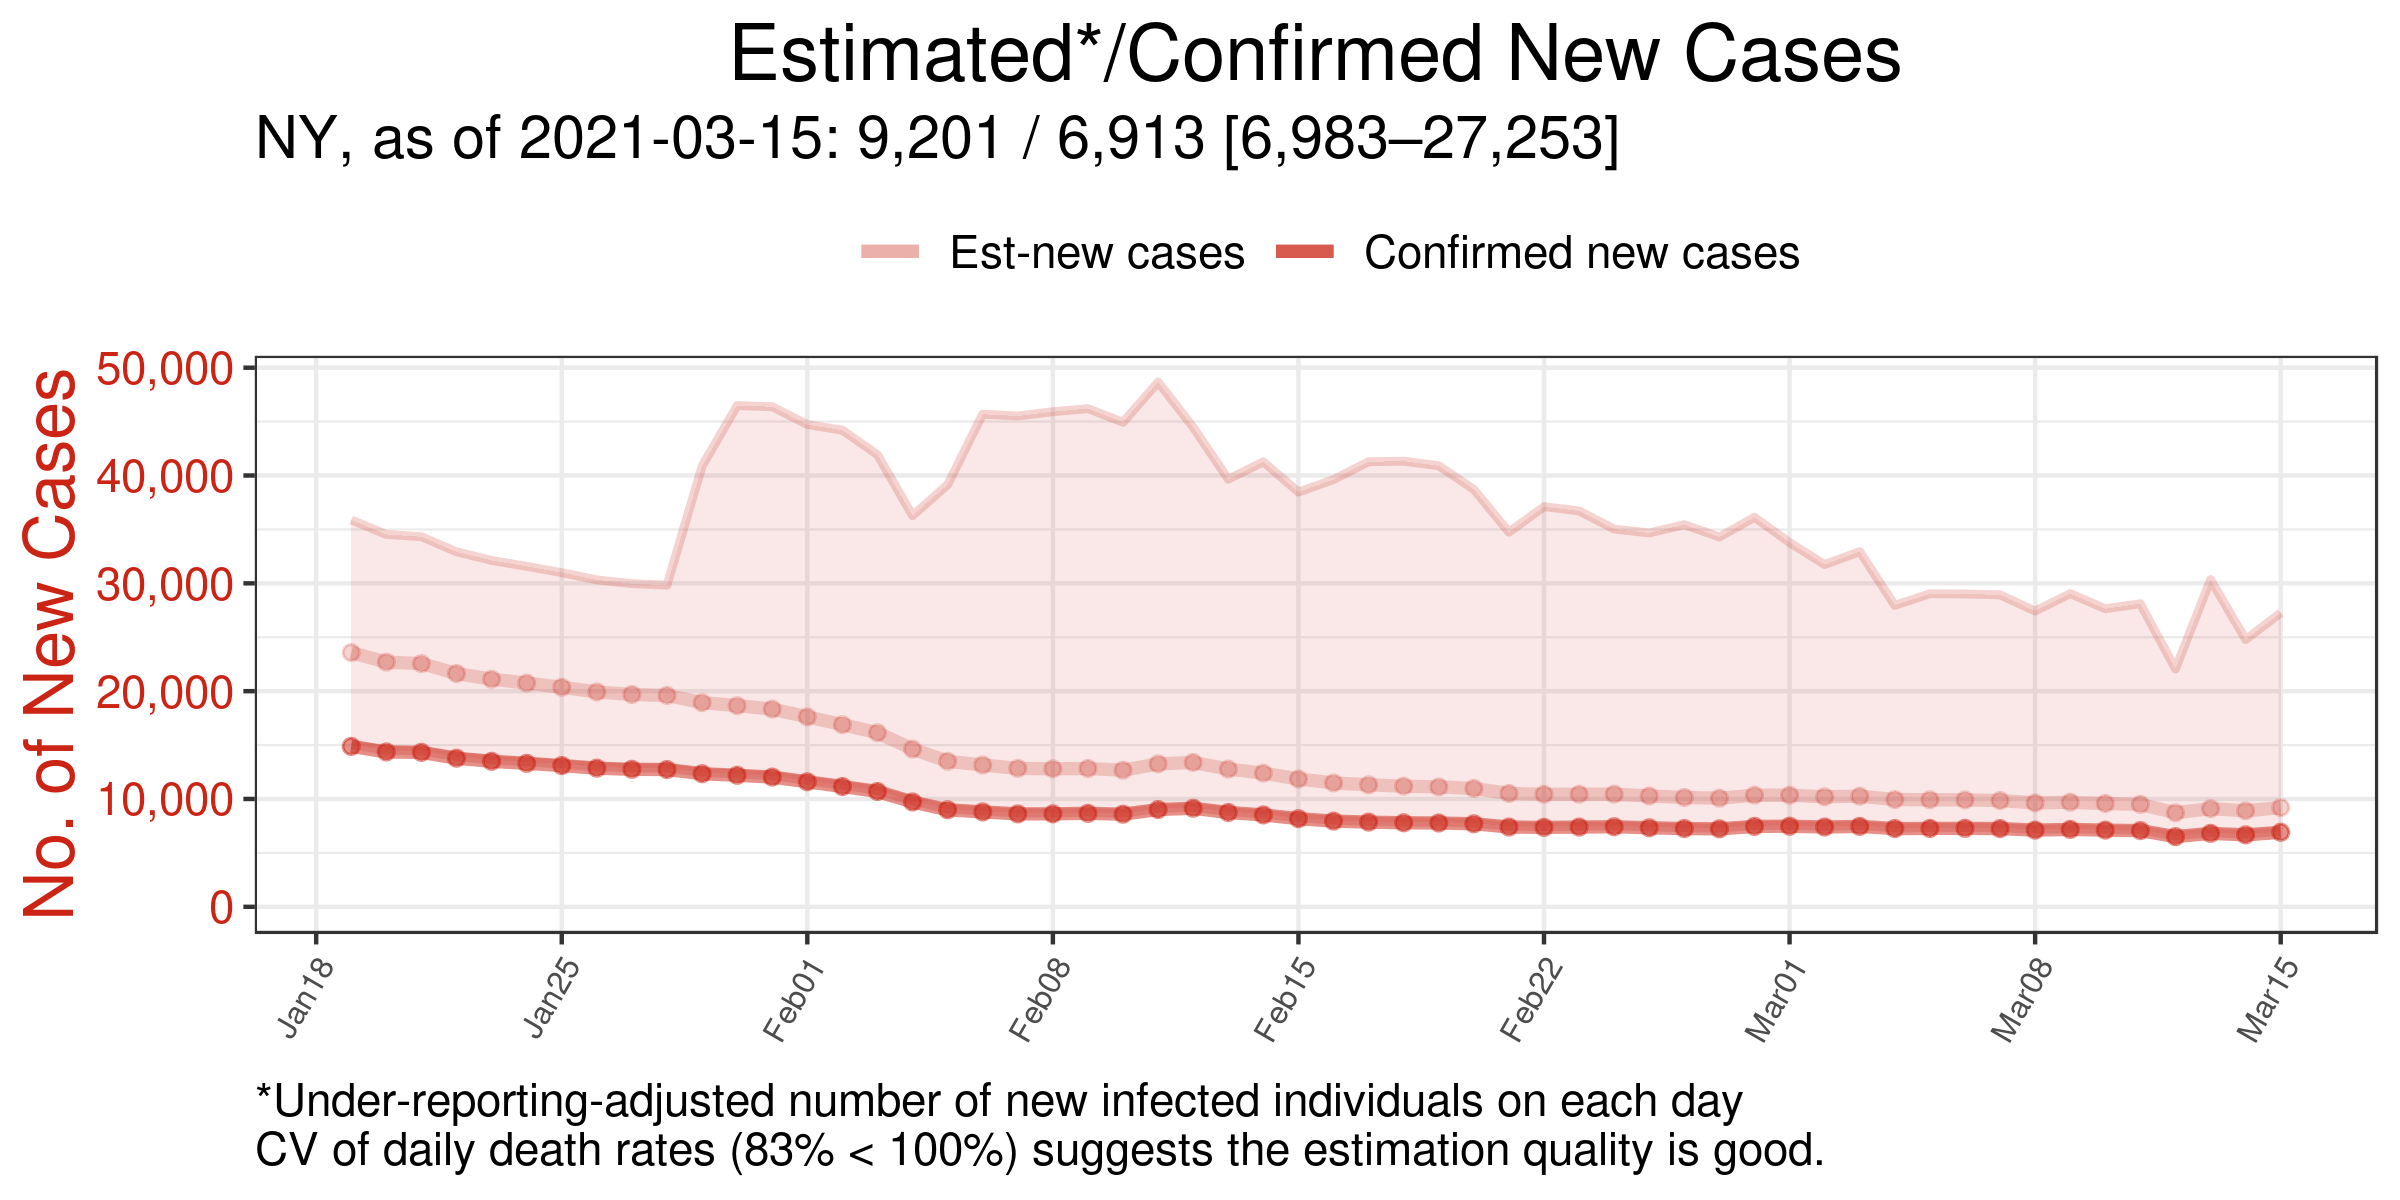 Estimated*/Confirmed New Cases
NY, as of 2021-03-15: 9,201 / 6,913 [6,983–27,253]
Est-new cases
Confirmed new cases
No. of New Cases
50,000
40,000
30,000
20,000
10,000
0
Jan18
Jan25
Feb01
Feb08
Feb15
Feb22
Mar01
Mar08
Mar15
*Under-reporting-adjusted number of new infected individuals on each day
CV of daily death rates (83% < 100%) suggests the estimation quality is good.